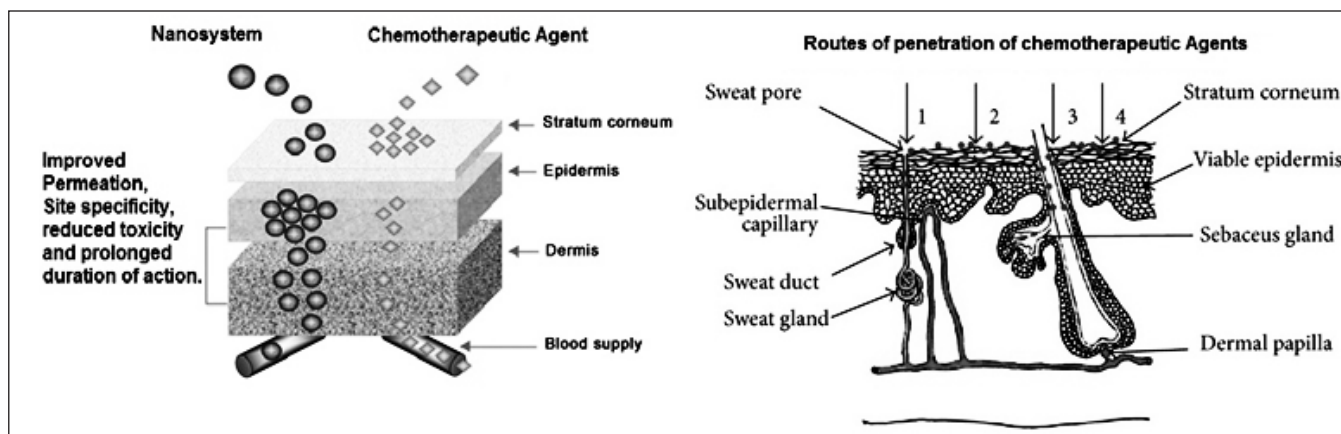 Nanosystem
Chemotherapeutic Agent
Stratum corneum
Epidermis
Improved
Permeation,
Site specificity,
reduced toxicity
and prolonged
duration of action.
Dermis
Blood supply
Routes of penetration of chemotherapeutic Agents
Sweat pore
1
2
3
4
Stratum corneum
Viable epidermis
Subepidermal
capillary
Sebaceus gland
Sweat duct
Sweat gland
Dermal papilla